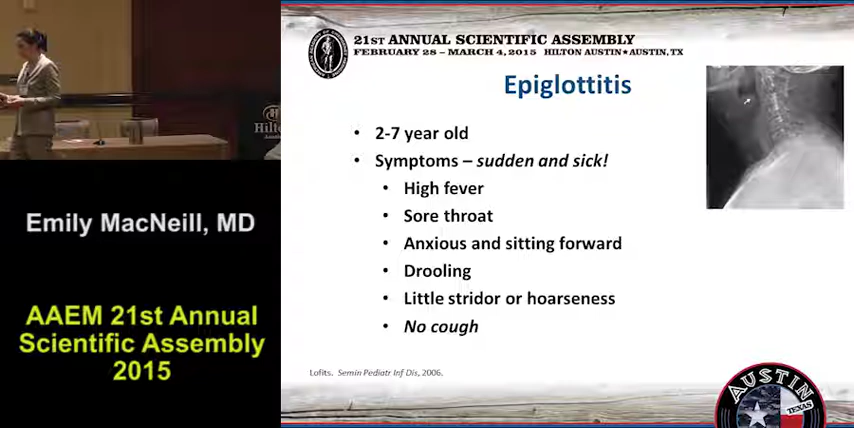 21ST ANNUAL SCIENTIFIC ASSEMBLY
FEBRUARY 28 – MARCH 4, 2015 HILTON AUSTIN★AUSTIN, TX
Epiglottitis
• 2-7 year old
• Symptoms – sudden and sick!
• High fever
• Sore throat
• Anxious and sitting forward
• Drooling
• Little stridor or hoarseness
• No cough
Lofits. Semin Pediatr Inf Dis, 2006.
AUSTIN
TEXAS
Hilton
Emily MacNeill, MD
AAEM 21st Annual
Scientific Assembly
2015